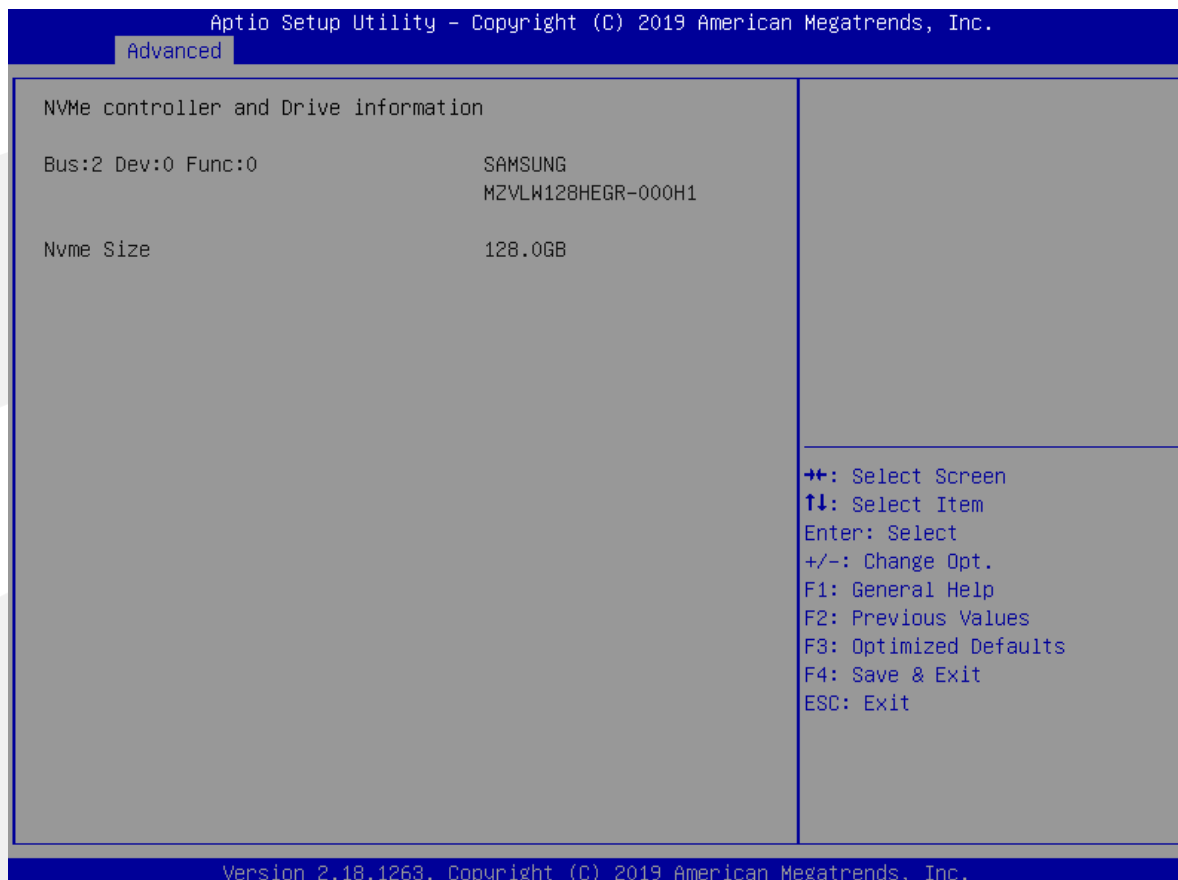 Aptio Setup Utility – Copyright (C) 2019 American Megatrends, Inc.
Advanced
NVMe controller and Drive information
Bus:2 Dev:0 Func:0 SAMSUNG
MZVLW128HEGR-000H1
Nvme Size 128.0GB
→←: Select Screen
↑↓: Select Item
Enter: Select
+/-: Change Opt.
F1: General Help
F2: Previous Values
F3: Optimized Defaults
F4: Save & Exit
ESC: Exit
Version 2.18.1263. Copyright (C) 2019 American Megatrends, Inc.